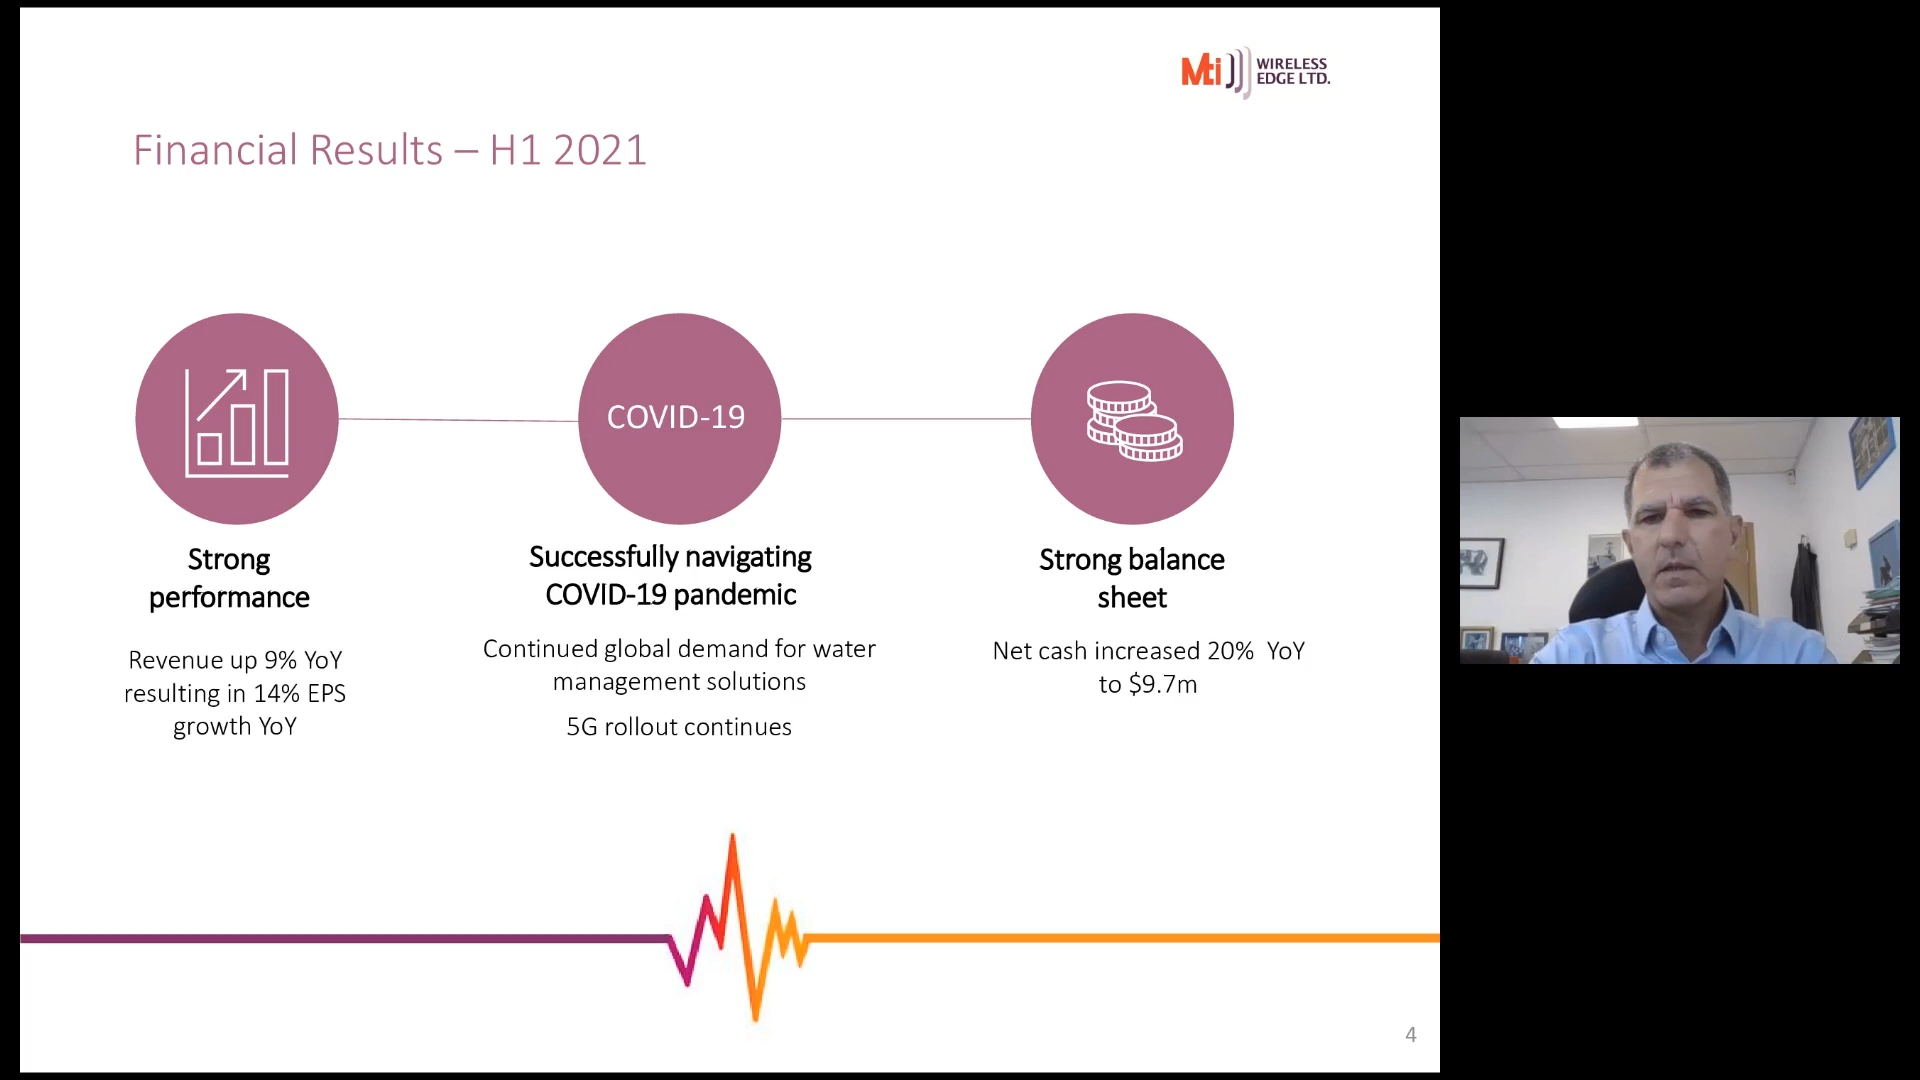 Mti WIRELESS
EDGE LTD.
Financial Results – H1 2021
COVID-19
Strong
performance
Revenue up 9% YoY
resulting in 14% EPS
growth YoY
Successfully navigating
COVID-19 pandemic
Continued global demand for water
management solutions
5G rollout continues
Strong balance
sheet
Net cash increased 20% YoY
to $9.7m
4